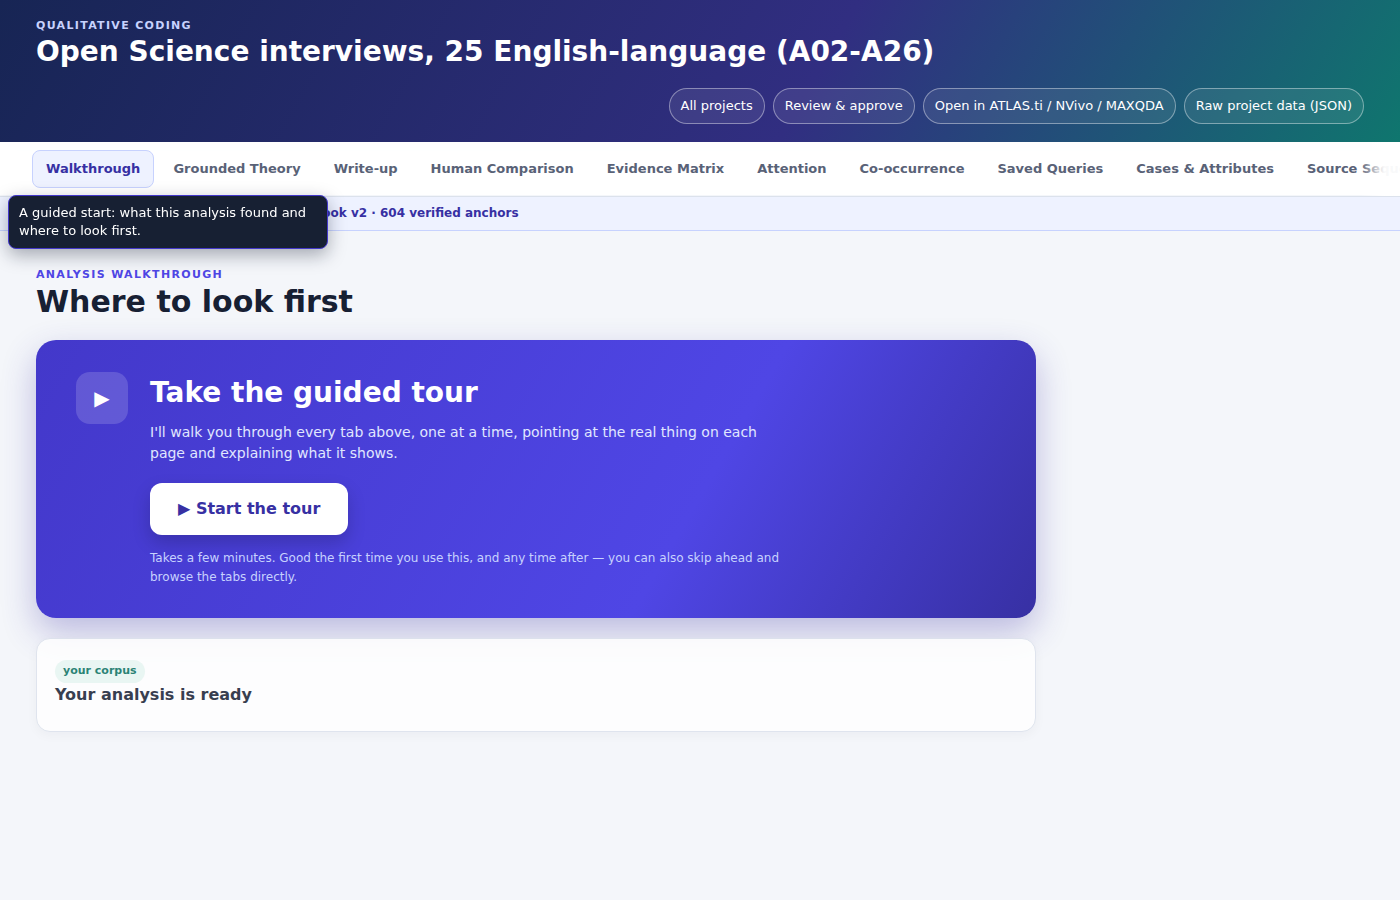 QUALITATIVE CODING
Open Science interviews, 25 English-language (A02-A26)
All projects
Review & approve
Open in ATLAS.ti / NVivo / MAXQDA
Raw project data (JSON)
Walkthrough
Grounded Theory
Write-up
Human Comparison
Evidence Matrix
Attention
Co-occurrence
Saved Queries
Cases & Attributes
Source
A guided start: what this analysis found and
where to look first.
v2 · 604 verified anchors
ANALYSIS WALKTHROUGH
Where to look first
▶
Take the guided tour
I'll walk you through every tab above, one at a time, pointing at the real thing on each
page and explaining what it shows.
▶ Start the tour
Takes a few minutes. Good the first time you use this, and any time after — you can also skip ahead and
browse the tabs directly.
your corpus
Your analysis is ready